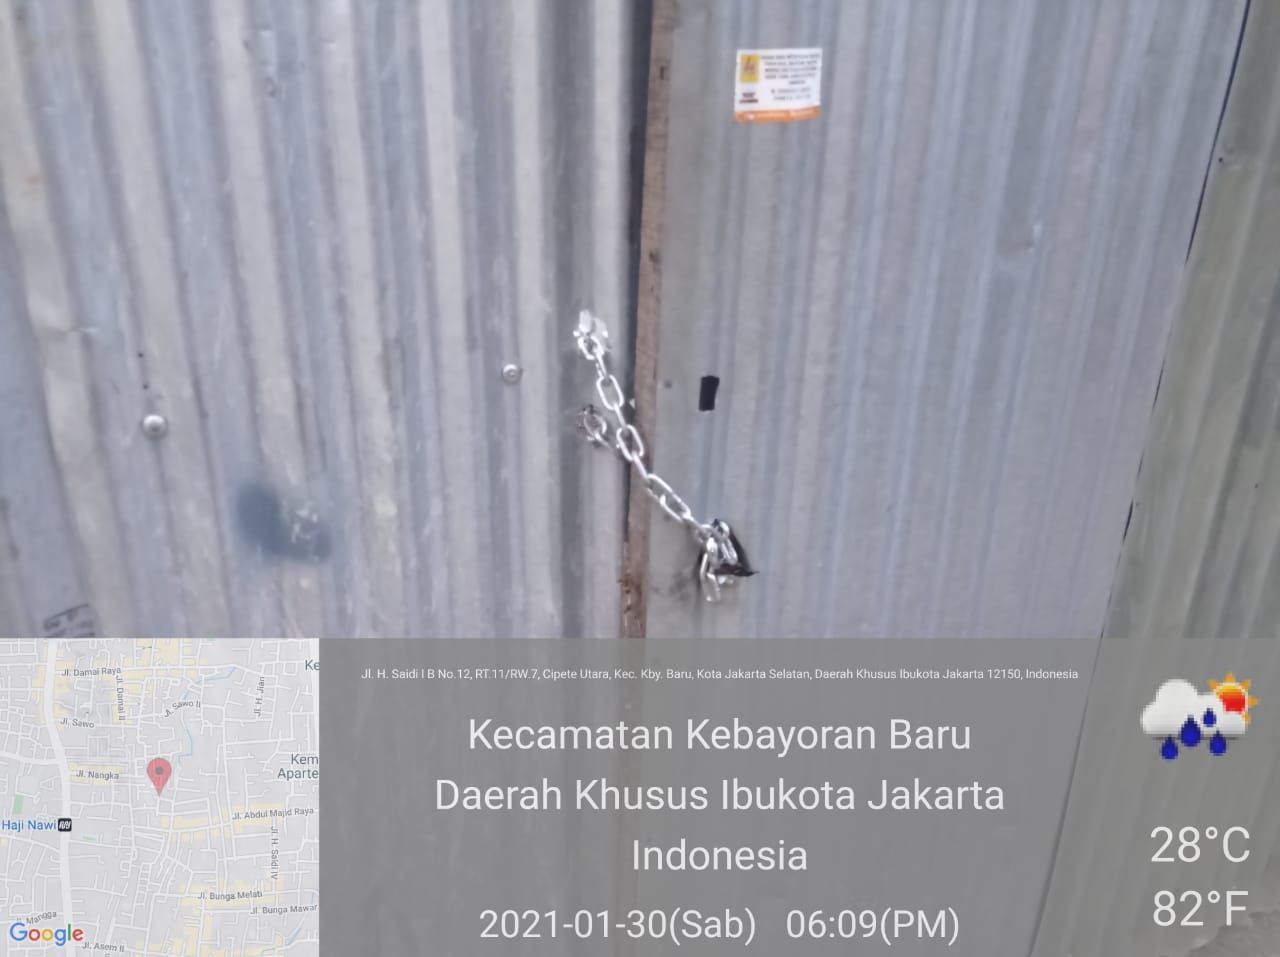 Jl. H. Saidi I B No.12, RT.11/RW.7, Cipete Utara, Kec. Kby. Baru, Kota Jakarta Selatan, Daerah Khusus Ibukota Jakarta 12150, Indonesia
Kecamatan Kebayoran Baru
Daerah Khusus Ibukota Jakarta
Indonesia
2021-01-30(Sab) 06:09(PM)
28°C
82°F
Jl. Damai Raya
Ke
Jl. Damai II
Jl. Sawo II
Jl. H. Jian
Jl. Sawo
Jl. Nangka
Kem
Aparte
Jl. Abdul Majid Raya
Haji Nawi
Jl. H. Saidi IV
Jl. Bunga Melati
Jl. Bunga Mawar
Mangga
Google
Jl. Asem II